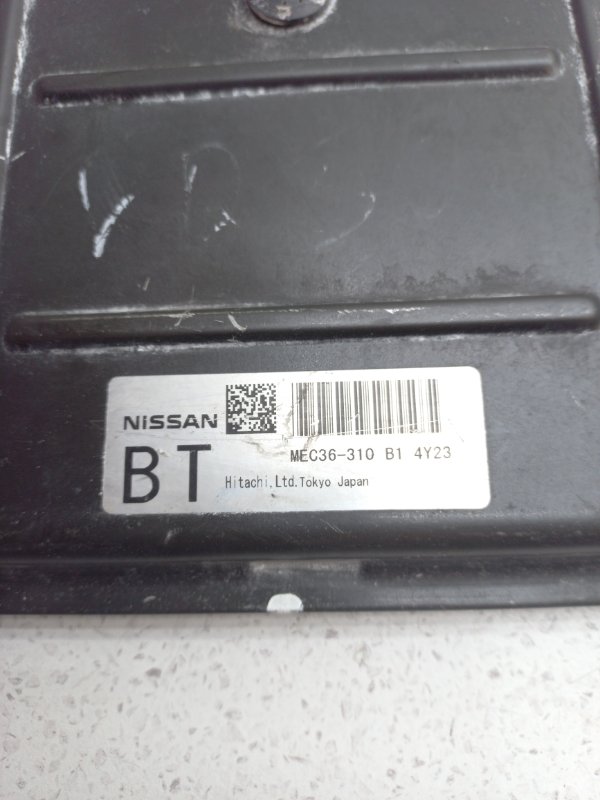 NISSAN
BT
MEC36-310 B1 4Y23
Hitachi,Ltd.Tokyo Japan